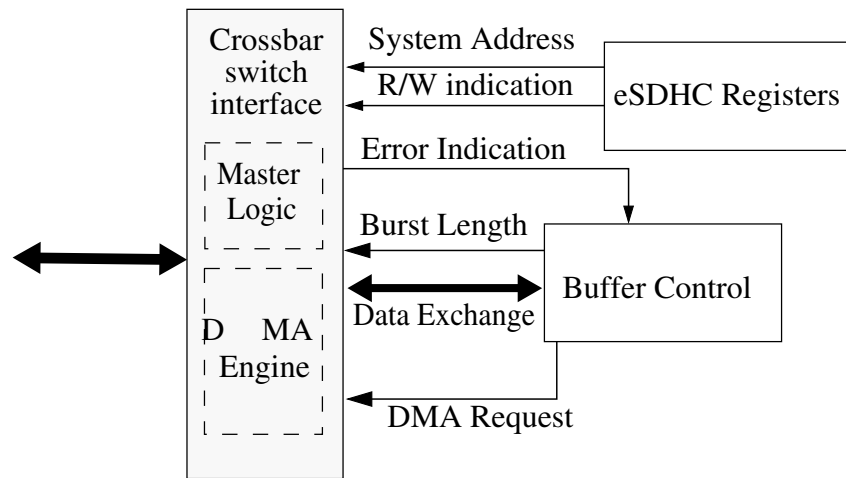 Crossbar
switch
interface
System Address
R/W indication
eSDHC Registers
Master
Logic
Error Indication
Burst Length
Buffer Control
Data Exchange
D MA
Engine
DMA Request